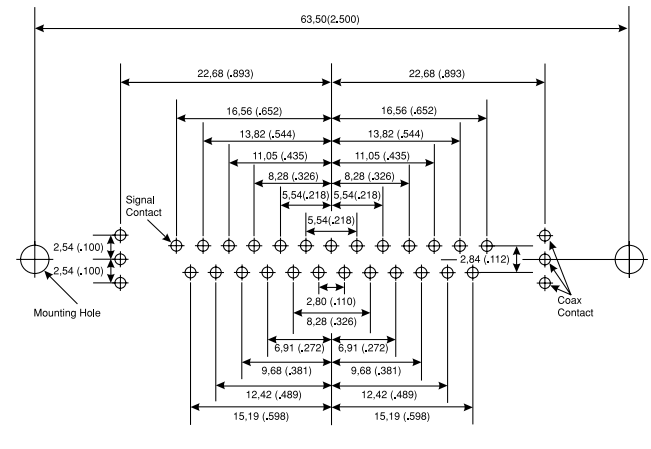 63,50(2.500)
22,68 (.893) 22,68 (.893)
16,56 (.652) 16,56 (.652)
13,82 (.544) 13,82 (.544)
11,05 (.435) 11,05 (.435)
8,28 (.326) 8,28 (.326)
5,54(.218) 5,54(.218)
Signal
Contact
5,54(.218)
2,54 (.100)
2,84 (.112)
2,54 (.100)
2,80 (.110)
Mounting Hole
Coax
Contact
8,28 (.326)
6,91 (.272) 6,91 (.272)
9,68 (.381) 9,68 (.381)
12,42 (.489) 12,42 (.489)
15,19 (.598) 15,19 (.598)